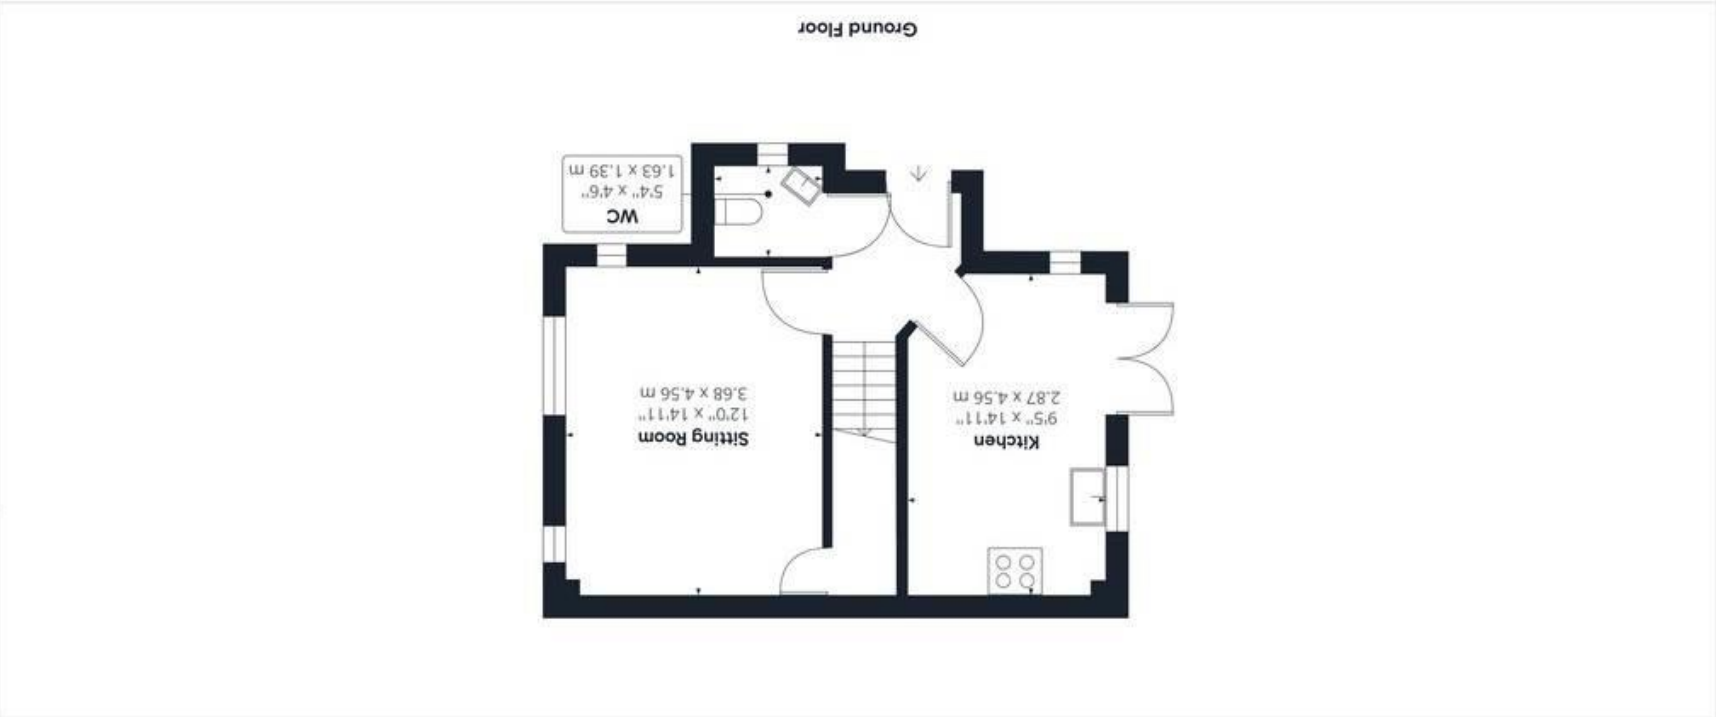 Kitchen
9'5" x 14'11"
2.87 x 4.56 m
Sitting Room
12'0" x 14'11"
3.68 x 4.56 m
WC
5'4" x 4'6"
1.63 x 1.39 m
Ground Floor